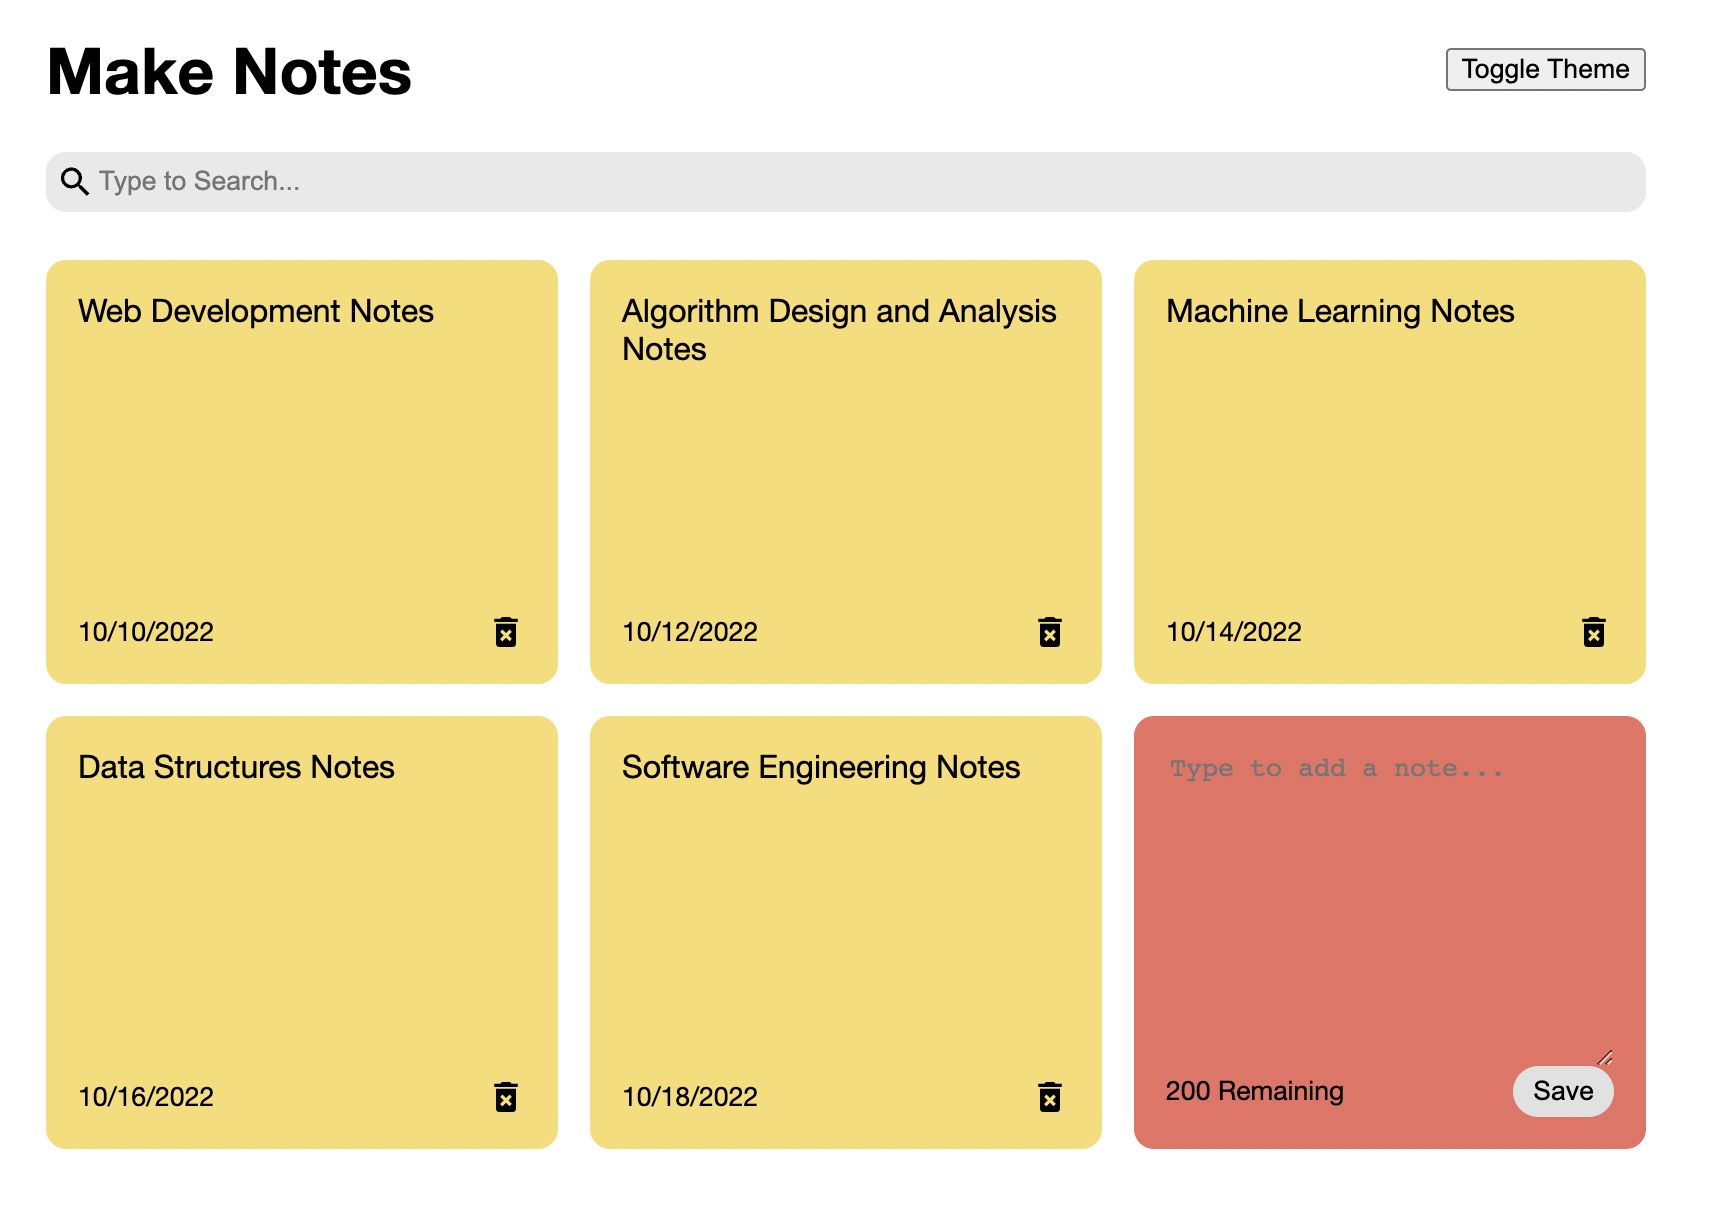 Make Notes
Toggle Theme
Type to Search...
Web Development Notes
Algorithm Design and Analysis
Notes
Machine Learning Notes
10/10/2022
10/12/2022
10/14/2022
Data Structures Notes
Software Engineering Notes
Type to add a note...
10/16/2022
10/18/2022
200 Remaining
Save